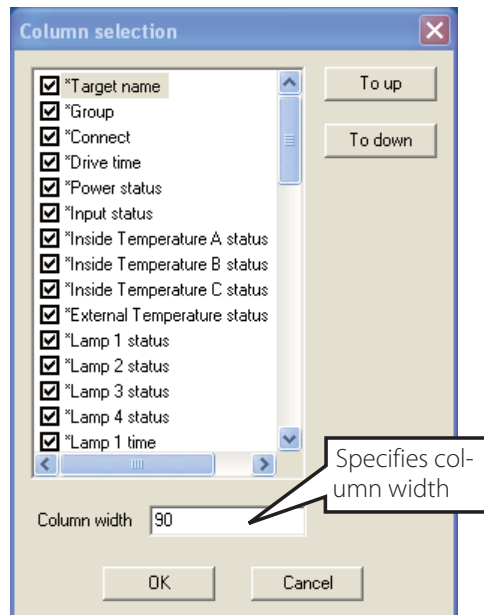 Column selection
*Target name
*Group
*Connect
*Drive time
*Power status
*Input status
*Inside Temperature A status
*Inside Temperature B status
*Inside Temperature C status
*External Temperature status
*Lamp 1 status
*Lamp 2 status
*Lamp 3 status
*Lamp 4 status
*Lamp 1 time
To up
To down
Specifies col-
umn width
Column width 90
OK Cancel